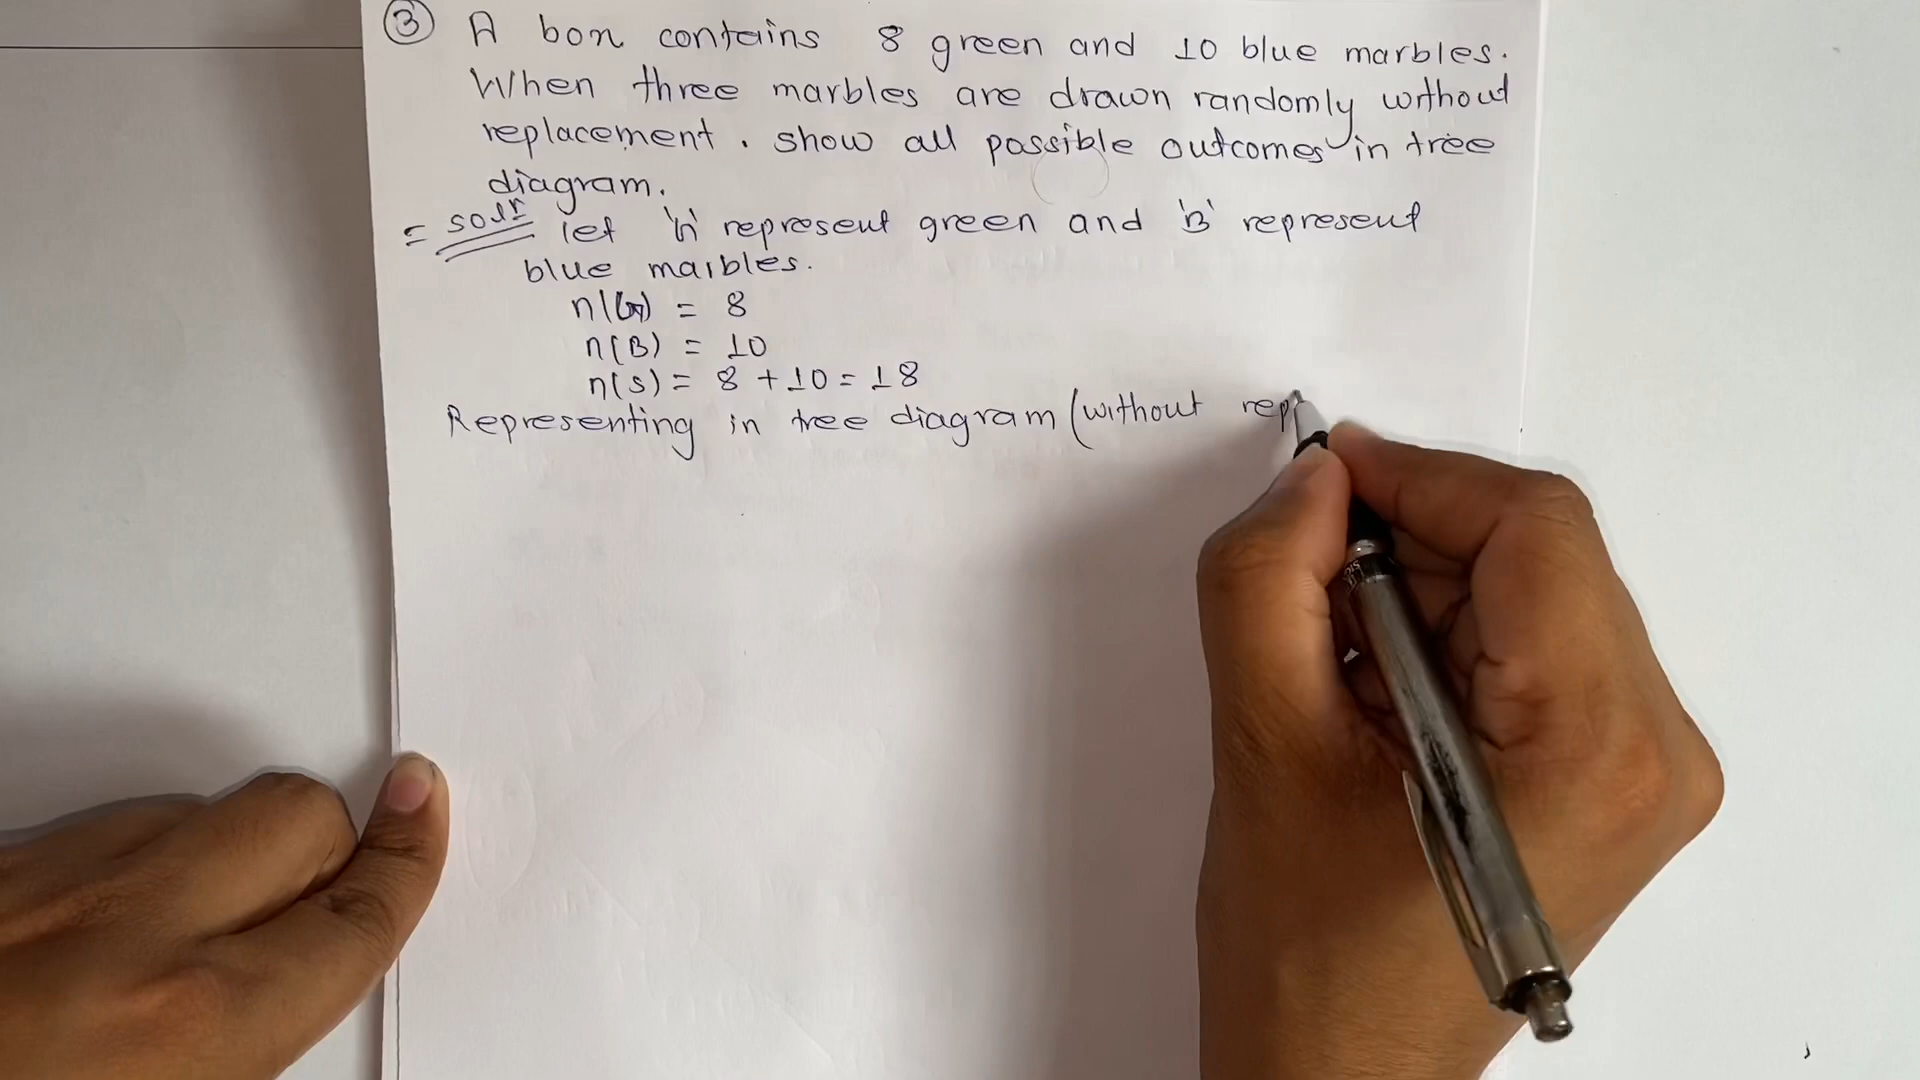 ③ A box contains 8 green and 10 blue marbles.
When three marbles are drawn randomly without
replacement. show all possible outcomes in tree
diagram.
= soln let 'G' represent green and 'B' represent
blue marbles.
n(G) = 8
n(B) = 10
n(S) = 8 + 10 = 18
Representing in tree diagram (without rep